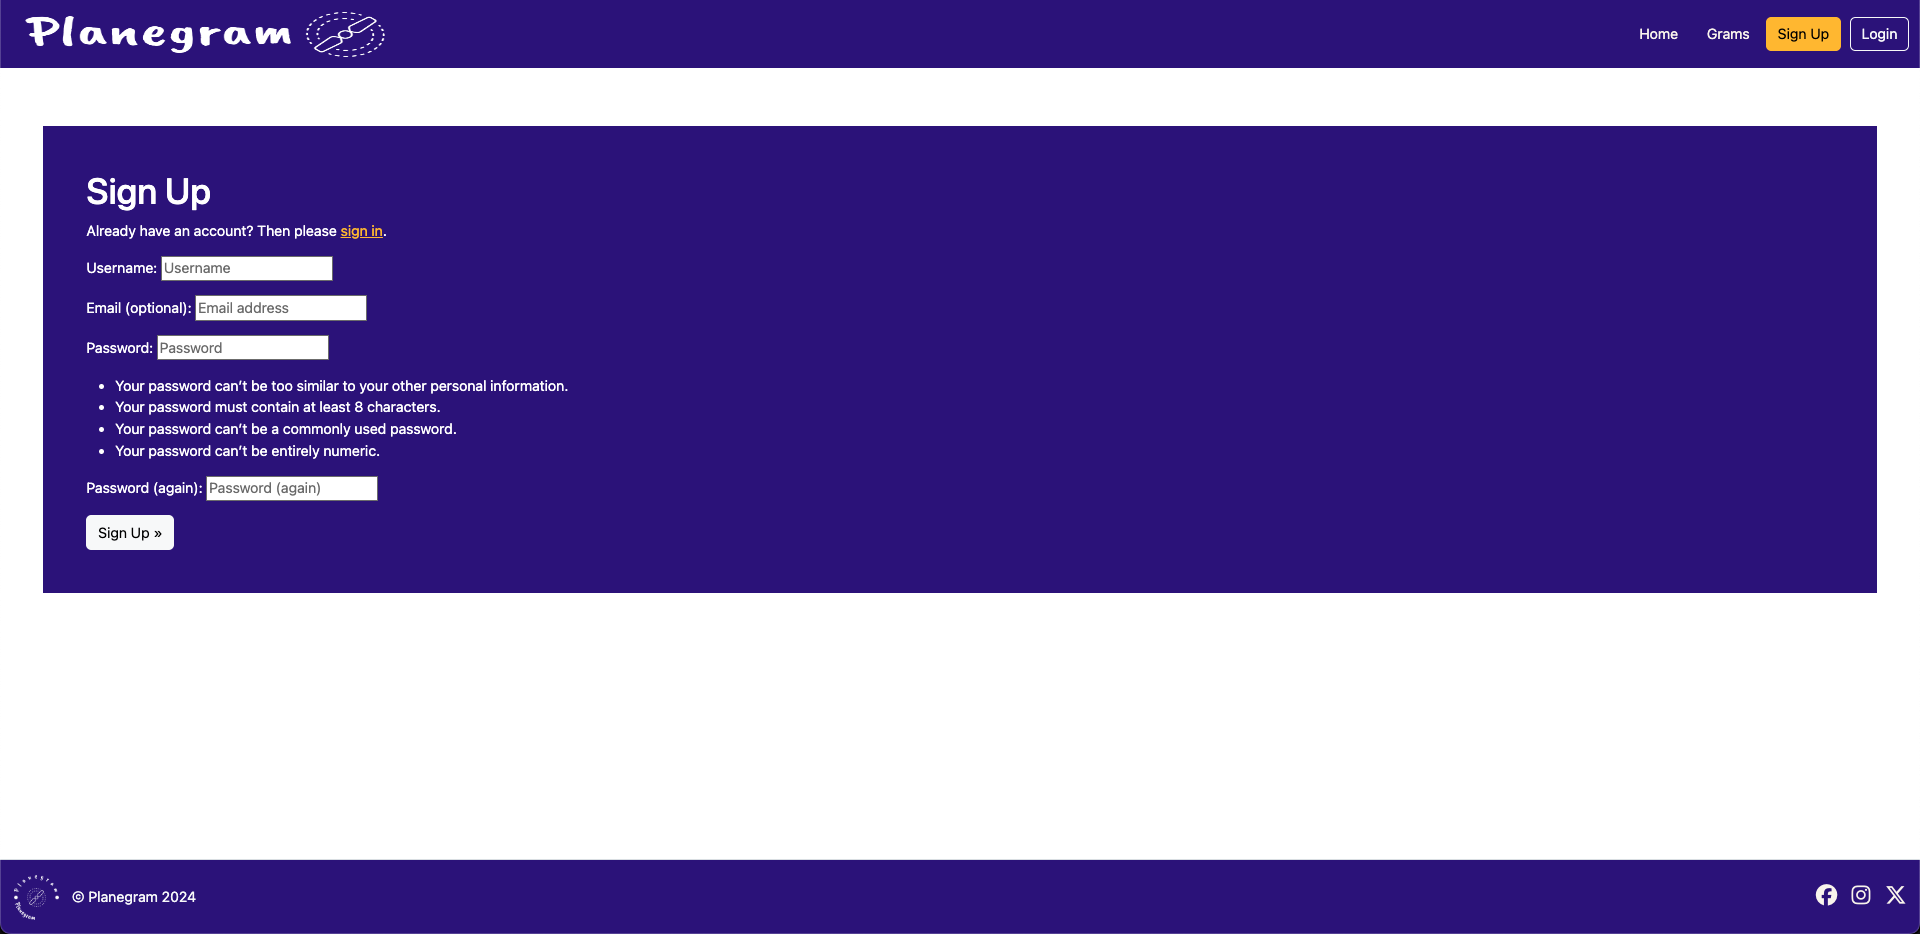 Planegram
Home Grams Sign Up Login
Sign Up
Already have an account? Then please sign in.
Username: Username
Email (optional): Email address
Password: Password
• Your password can’t be too similar to your other personal information.
• Your password must contain at least 8 characters.
• Your password can’t be a commonly used password.
• Your password can’t be entirely numeric.
Password (again): Password (again)
Sign Up »
Planegram
Planegram
© Planegram 2024